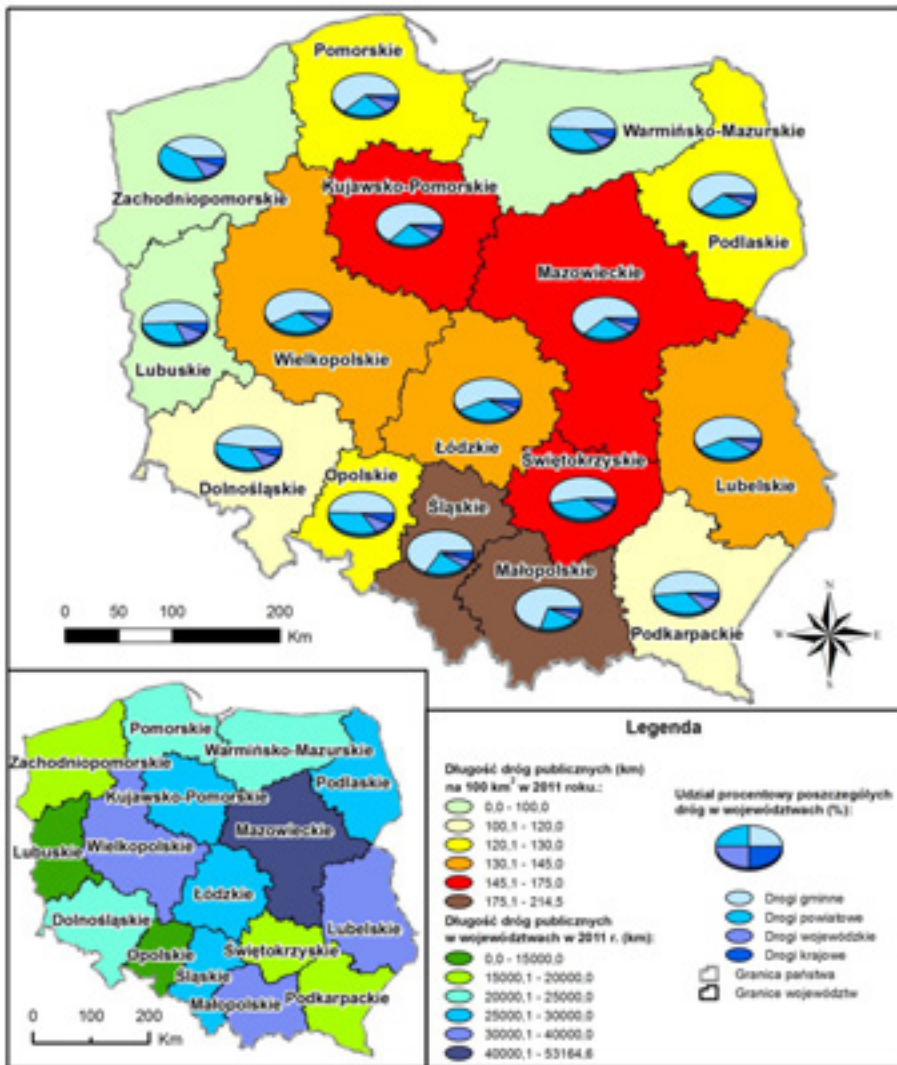 Pomorskie
Warmińsko-Mazurskie
Zachodniopomorskie
Kujawsko-Pomorskie
Podlaskie
Mazowieckie
Lubuskie
Wielkopolskie
Łódzkie
Świętokrzyskie
Lubelskie
Dolnośląskie
Opolskie
Śląskie
Małopolskie
Podkarpackie
0 50 100 200
Km
N
W E
S
Pomorskie
Zachodniopomorskie
Warmińsko-Mazurskie
Podlaskie
Kujawsko-Pomorskie
Mazowieckie
Lubuskie
Wielkopolskie
Łódzkie
Dolnośląskie
Lubelskie
Opolskie
Świętokrzyskie
Śląskie
Małopolskie
Podkarpackie
0 100 200
Km
Legenda
Długość dróg publicznych (km)
na 100 km² w 2011 roku.:
0,0 - 100,0
100,1 - 120,0
120,1 - 130,0
130,1 - 145,0
145,1 - 175,0
175,1 - 214,5
Długość dróg publicznych
w województwach w 2011 r. (km):
0,0 - 15000,0
15000,1 - 20000,0
20000,1 - 25000,0
25000,1 - 30000,0
30000,1 - 40000,0
40000,1 - 53164,6
Udział procentowy poszczególnych
dróg w województwach (%):
Drogi gminne
Drogi powiatowe
Drogi wojewódzkie
Drogi krajowe
Granica państwa
Granice województw